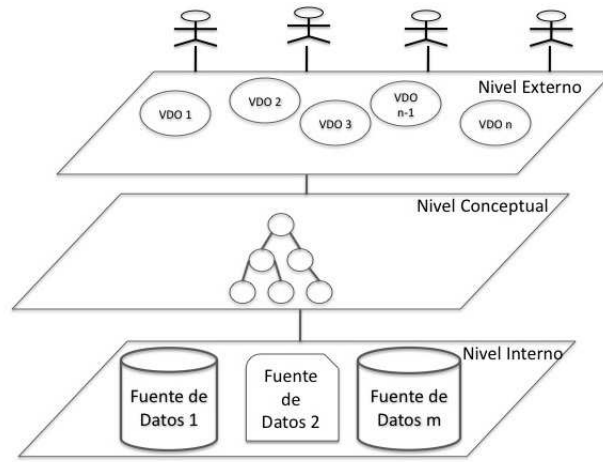 Nivel Externo
VDO 1
VDO 2
VDO 3
VDO
n-1
VDO n
Nivel Conceptual
Nivel Interno
Fuente de
Datos 1
Fuente
de
Datos 2
Fuente de
Datos m